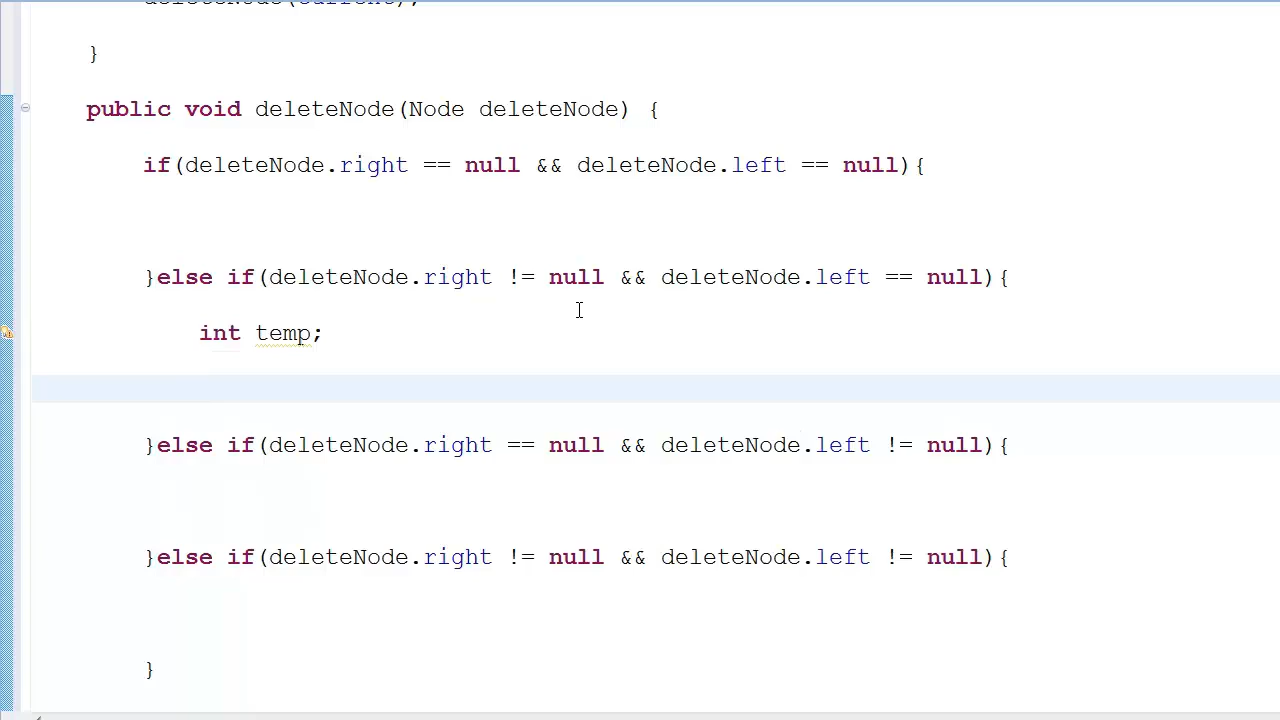 }
public void deleteNode(Node deleteNode) {
if(deleteNode.right == null && deleteNode.left == null){
}else if(deleteNode.right != null && deleteNode.left == null){
int temp;
}else if(deleteNode.right == null && deleteNode.left != null){
}else if(deleteNode.right != null && deleteNode.left != null){
}